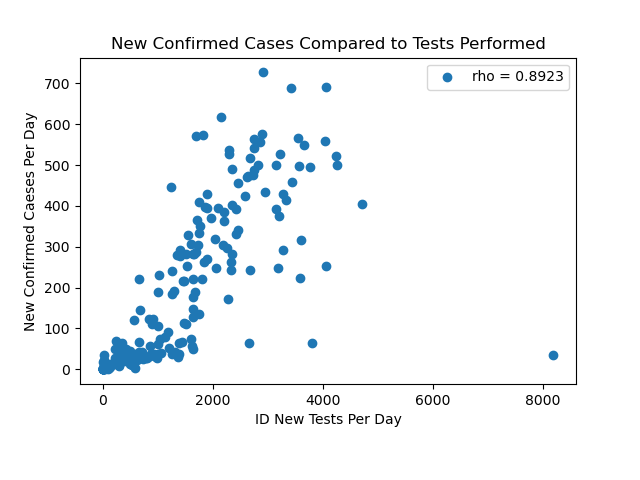 New Confirmed Cases Compared to Tests Performed
rho = 0.8923
700
600
500
400
300
200
100
0
New Confirmed Caeses Per Day
0 2000 4000 6000 8000
ID New Tests Per Day